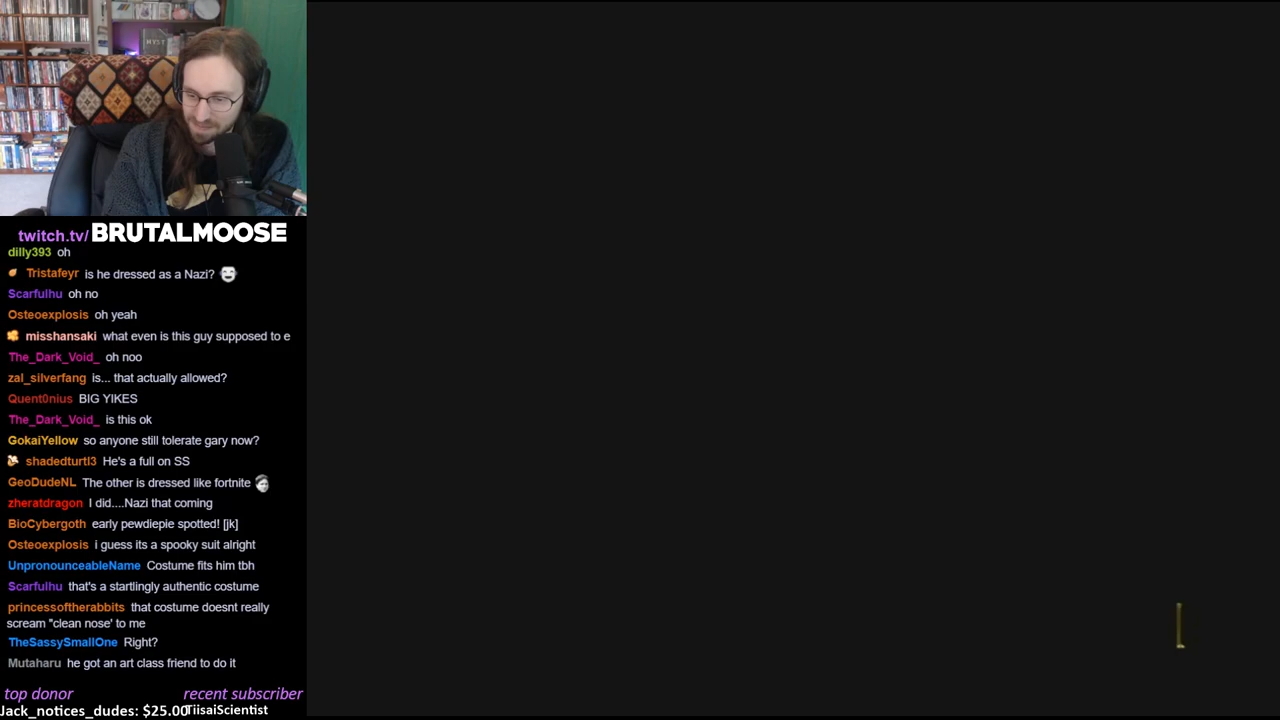 MYST
twitch.tv/BRUTALMOOSE
dilly393 oh
Tristafeyr is he dressed as a Nazi?
Scarfulhu oh no
Osteoexplosis oh yeah
misshansaki what even is this guy supposed to e
The_Dark_Void_ oh noo
zal_silverfang is... that actually allowed?
Quent0nius BIG YIKES
The_Dark_Void_ is this ok
GokaiYellow so anyone still tolerate gary now?
shadedturtl3 He's a full on SS
GeoDudeNL The other is dressed like fortnite
zheratdragon I did....Nazi that coming
BioCybergoth early pewdiepie spotted! [jk]
Osteoexplosis i guess its a spooky suit alright
UnpronounceableName Costume fits him tbh
Scarfulhu that's a startlingly authentic costume
princessoftherabbits that costume doesnt really
scream "clean nose' to me
TheSassySmallOne Right?
Mutaharu he got an art class friend to do it
top donor recent subscriber
Jack_notices_dudes: $25.00 TiisaiScientist